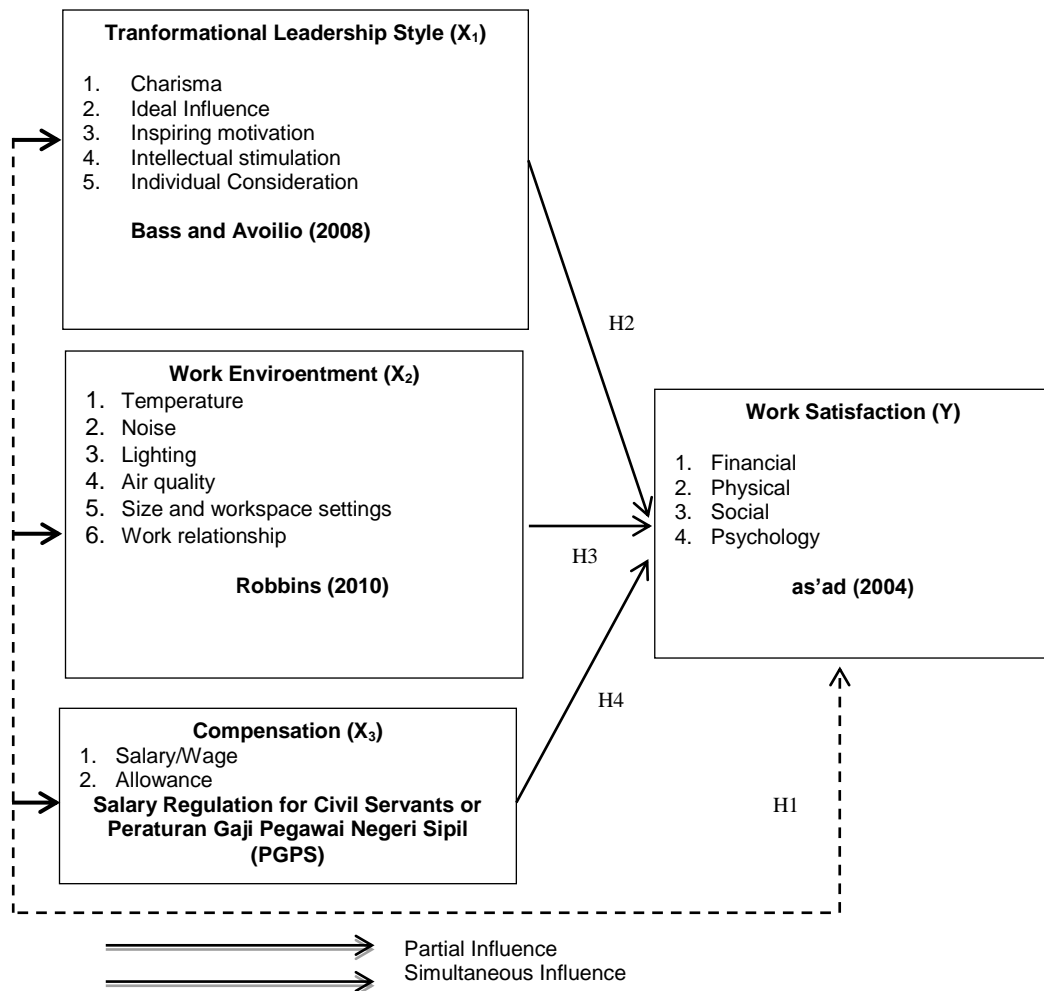 Tranformational Leadership Style (X₁)
1. Charisma
2. Ideal Influence
3. Inspiring motivation
4. Intellectual stimulation
5. Individual Consideration
Bass and Avoilio (2008)
H2
Work Enviroentment (X₂)
1. Temperature
2. Noise
3. Lighting
4. Air quality
5. Size and workspace settings
6. Work relationship
Robbins (2010)
H3
Work Satisfaction (Y)
1. Financial
2. Physical
3. Social
4. Psychology
as’ad (2004)
H4
Compensation (X₃)
1. Salary/Wage
2. Allowance
Salary Regulation for Civil Servants or
Peraturan Gaji Pegawai Negeri Sipil
(PGPS)
H1
Partial Influence
Simultaneous Influence